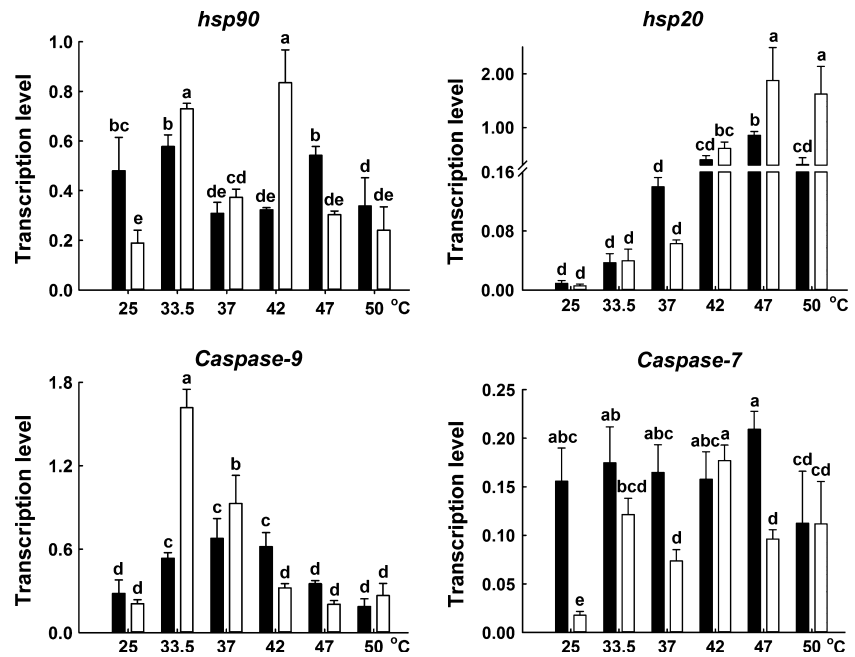 hsp90
Transcription level
1.0
0.8
0.6
0.4
0.2
0.0
bc
e
b
a
de
cd
de
a
d
de
d
de
25 33.5 37 42 47 50 °C
hsp20
Transcription level
2.00
1.00
0.16
0.08
0.00
d
d
d
d
d
d
cd
bc
b
a
cd
a
25 33.5 37 42 47 50 °C
Caspase-9
Transcription level
1.8
1.2
0.6
0.0
d
d
c
a
c
b
c
d
d
d
d
d
25 33.5 37 42 47 50 °C
Caspase-7
Transcription level
0.25
0.20
0.15
0.10
0.05
0.00
abc
e
ab
bcd
abc
d
abc
a
a
d
cd
cd
25 33.5 37 42 47 50 °C